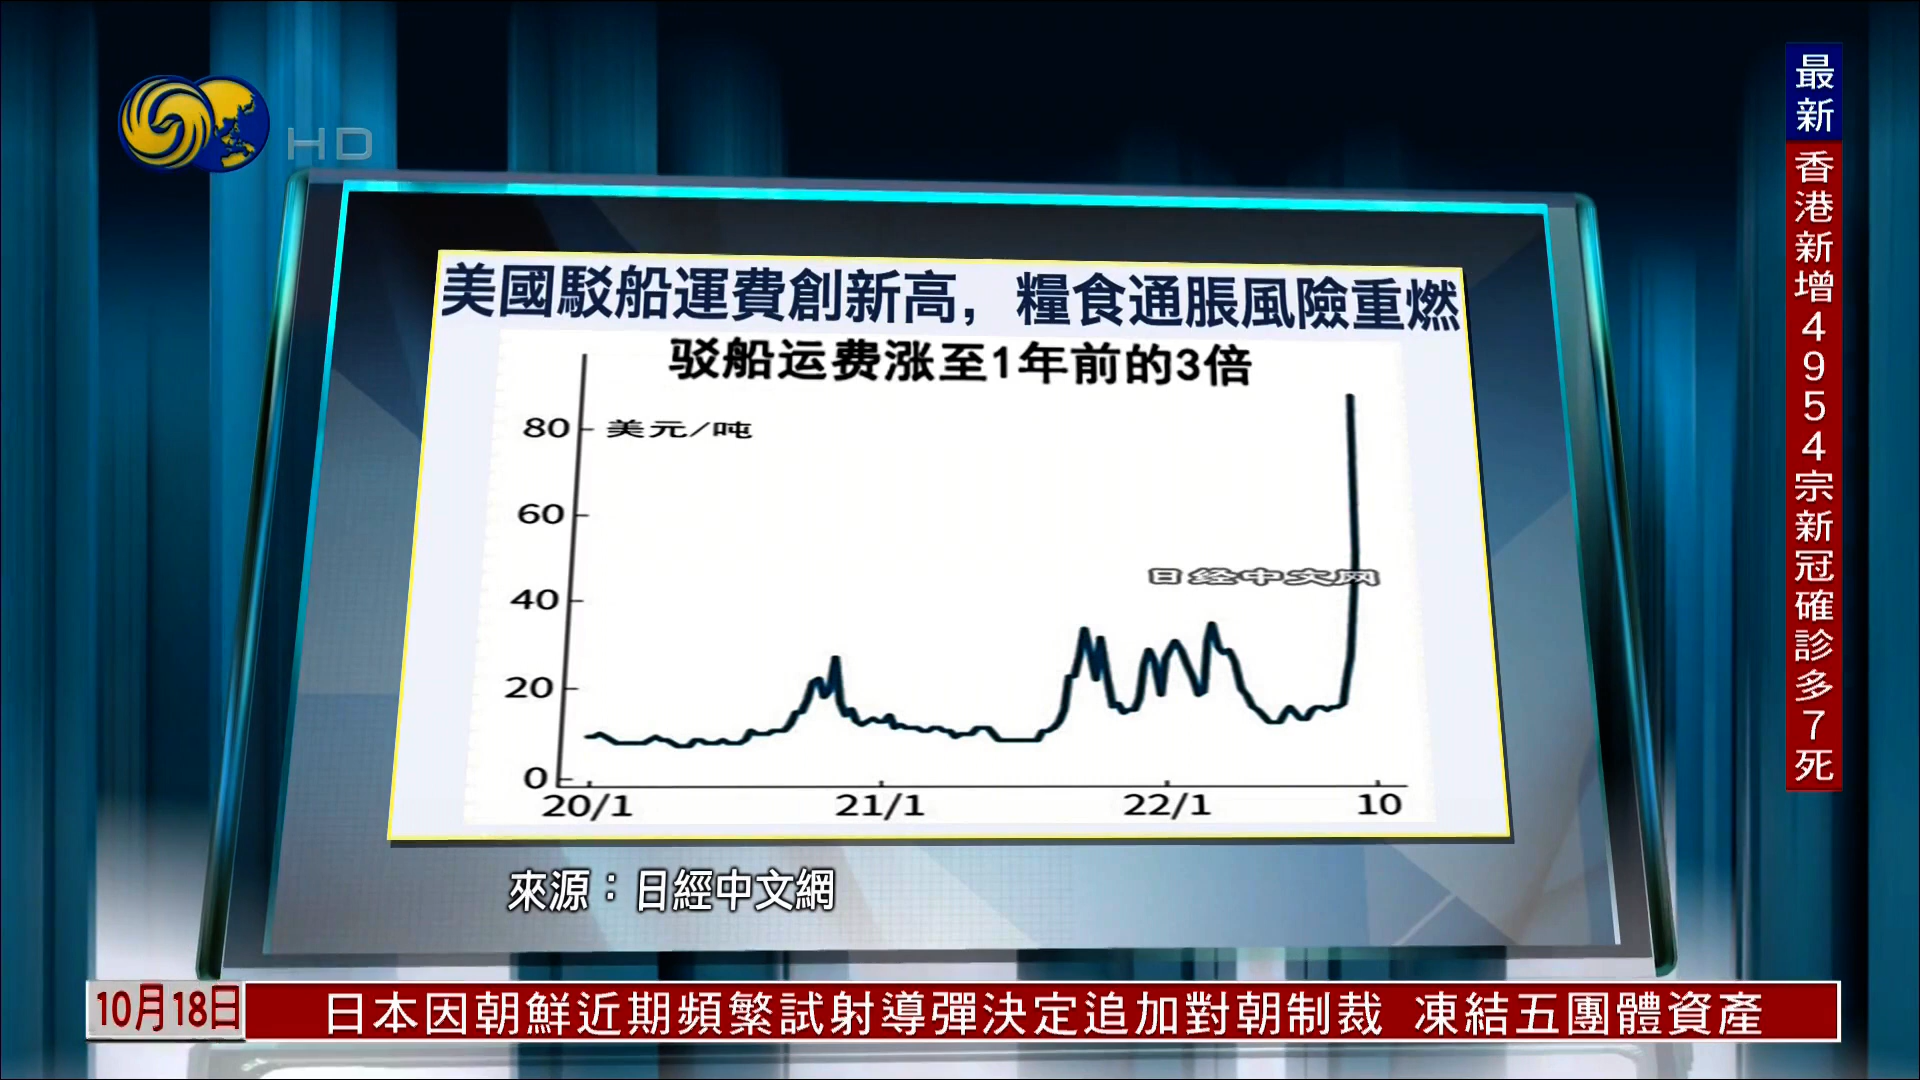 HD
美國駁船運費創新高，糧食通脹風險重燃
驳船运费涨至1年前的3倍
80
美元/吨
60
日经中文网
40
20
0
20/1
21/1
22/1
10
來源：日經中文網
最新
香港新增4954宗新冠確診多7死
10月18日
日本因朝鮮近期頻繁試射導彈決定追加對朝制裁 凍結五團體資產